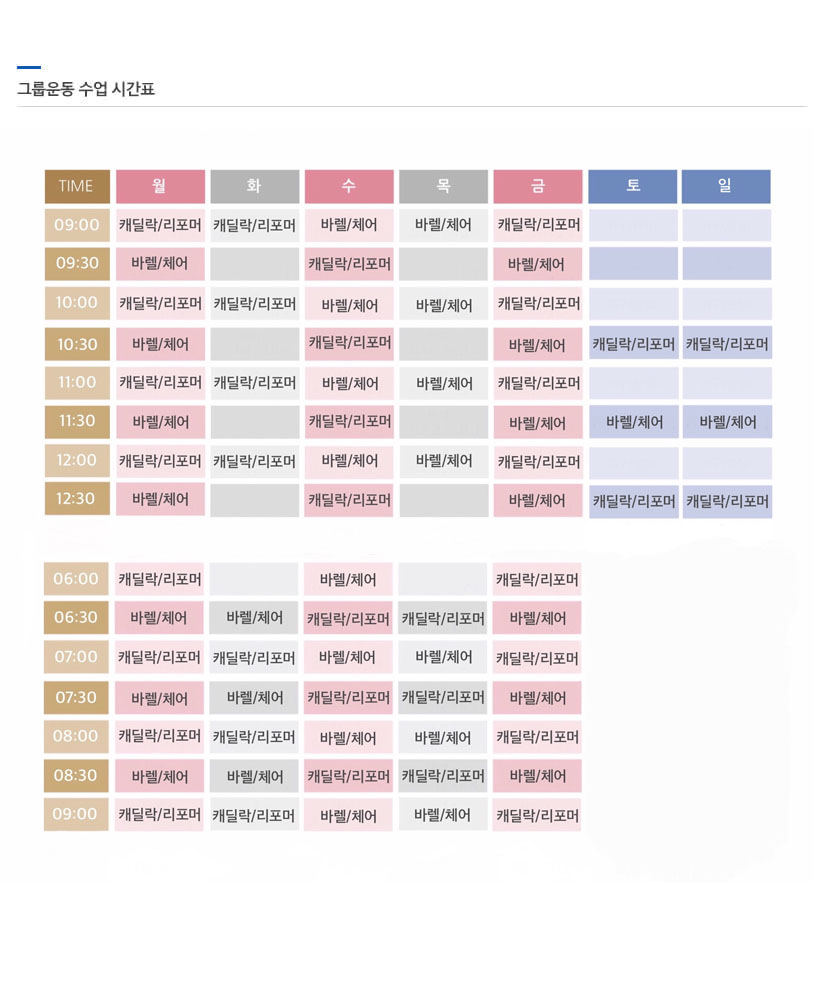 그룹운동 수업 시간표
TIME 월 화 수 목 금 토 일
09:00 캐딜락/리포머 캐딜락/리포머 바렐/체어 바렐/체어 캐딜락/리포머
09:30 바렐/체어 캐딜락/리포머 바렐/체어
10:00 캐딜락/리포머 캐딜락/리포머 바렐/체어 바렐/체어 캐딜락/리포머
10:30 바렐/체어 캐딜락/리포머 바렐/체어 캐딜락/리포머 캐딜락/리포머
11:00 캐딜락/리포머 캐딜락/리포머 바렐/체어 바렐/체어 캐딜락/리포머
11:30 바렐/체어 캐딜락/리포머 바렐/체어 바렐/체어 바렐/체어
12:00 캐딜락/리포머 캐딜락/리포머 바렐/체어 바렐/체어 캐딜락/리포머
12:30 바렐/체어 캐딜락/리포머 바렐/체어 캐딜락/리포머 캐딜락/리포머
06:00 캐딜락/리포머 바렐/체어 캐딜락/리포머
06:30 바렐/체어 바렐/체어 캐딜락/리포머 캐딜락/리포머 바렐/체어
07:00 캐딜락/리포머 캐딜락/리포머 바렐/체어 바렐/체어 캐딜락/리포머
07:30 바렐/체어 바렐/체어 캐딜락/리포머 캐딜락/리포머 바렐/체어
08:00 캐딜락/리포머 캐딜락/리포머 바렐/체어 바렐/체어 캐딜락/리포머
08:30 바렐/체어 바렐/체어 캐딜락/리포머 캐딜락/리포머 바렐/체어
09:00 캐딜락/리포머 캐딜락/리포머 바렐/체어 바렐/체어 캐딜락/리포머